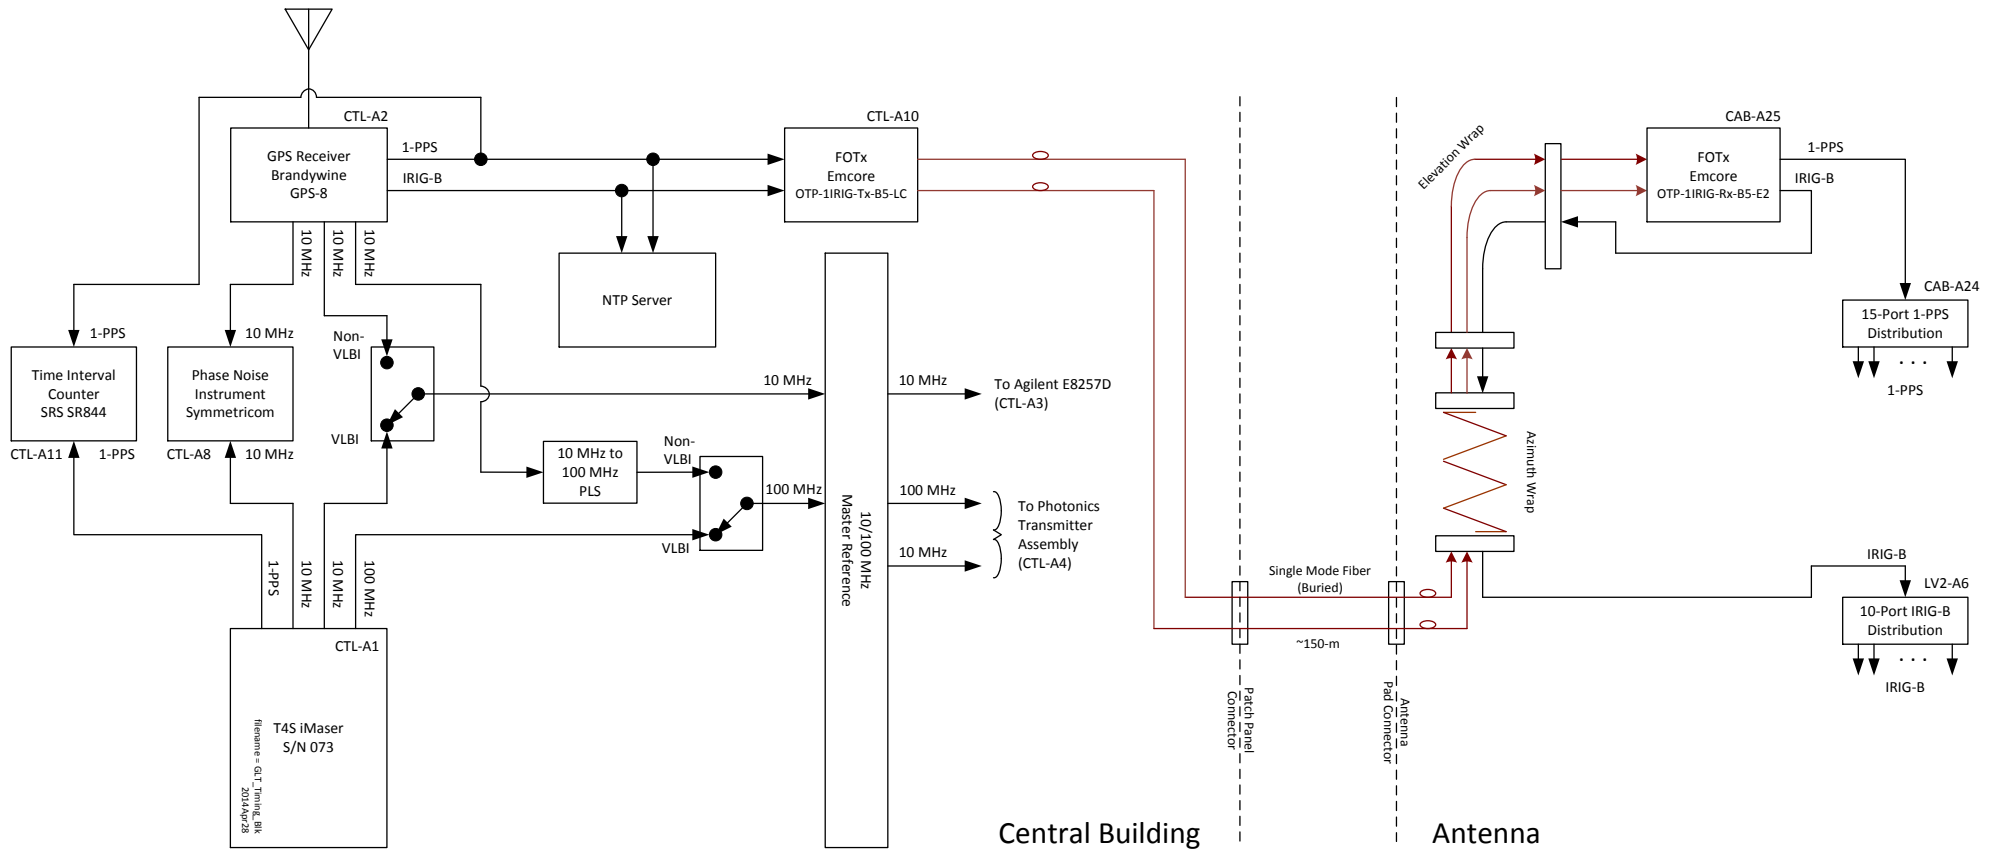 CTL-A2
GPS Receiver
Brandywine
GPS-8
1-PPS
IRIG-B
10 MHz
10 MHz
10 MHz
CTL-A10
FOTx
Emcore
OTP-1IRIG-Tx-B5-LC
NTP Server
1-PPS
Time Interval
Counter
SRS SR844
CTL-A11
1-PPS
10 MHz
Phase Noise
Instrument
Symmetricom
CTL-A8
10 MHz
Non-
VLBI
VLBI
10 MHz
10 MHz to
100 MHz
PLS
Non-
VLBI
VLBI
100 MHz
10/100 MHz
Master Reference
10 MHz
To Agilent E8257D
(CTL-A3)
100 MHz
10 MHz
To Photonics
Transmitter
Assembly
(CTL-A4)
1-PPS
10 MHz
10 MHz
100 MHz
CTL-A1
T4S iMaser
S/N 073
filename = GLT_Timing_Blk
2014Apr28
Central Building
Patch Panel
Connector
Single Mode Fiber
(Buried)
~150-m
Antenna
Pad Connector
Antenna
Elevation Wrap
Azimuth Wrap
CAB-A25
FOTx
Emcore
OTP-1IRIG-Rx-B5-E2
1-PPS
IRIG-B
CAB-A24
15-Port 1-PPS
Distribution
. . .
1-PPS
IRIG-B
LV2-A6
10-Port IRIG-B
Distribution
. . .
IRIG-B